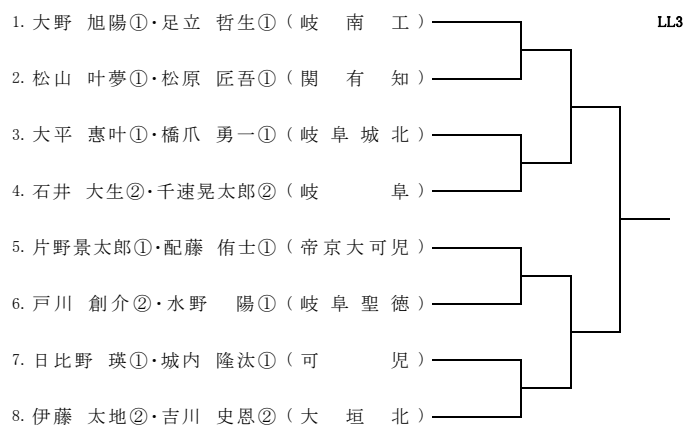 LL3
1. 大野 旭陽①・足立 哲生① ( 岐 南 工 )
2. 松山 叶夢①・松原 匠吾① ( 関 有 知 )
3. 大平 惠叶①・橋爪 勇一① ( 岐 阜 城 北 )
4. 石井 大生②・千速晃太郎② ( 岐 阜 )
5. 片野景太郎①・配藤 侑士① ( 帝京大可児 )
6. 戸川 創介②・水野 陽① ( 岐 阜 聖 徳 )
7. 日比野 瑛①・城内 隆汰① ( 可 児 )
8. 伊藤 太地②・吉川 史恩② ( 大 垣 北 )